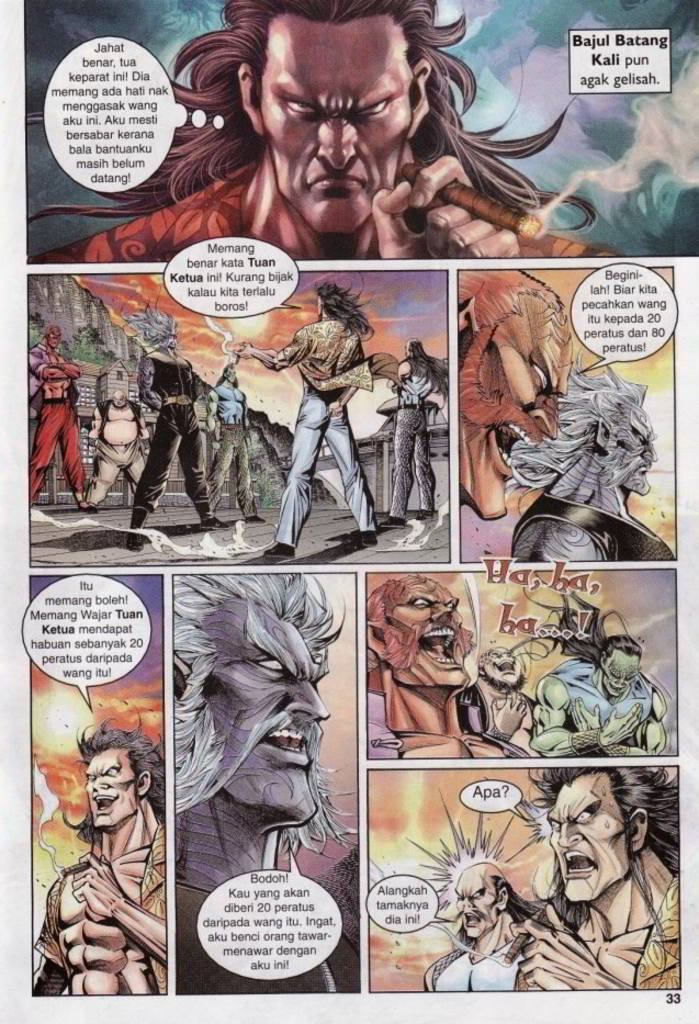 Jahat
benar, tua
keparat ini! Dia
memang ada hati nak
menggasak wang
aku ini. Aku mesti
bersabar kerana
bala bantuanku
masih belum
datang!
Bajul Batang
Kali pun
agak gelisah.
Memang
benar kata Tuan
Ketua ini! Kurang bijak
kalau kita terlalu
boros!
Begini-
lah! Biar kita
pecahkan wang
itu kepada 20
peratus dan 80
peratus!
Itu
memang boleh!
Memang Wajar Tuan
Ketua mendapat
habuan sebanyak
20 peratus daripada
wang itu!
Bodoh!
Kau yang akan
diberi 20 peratus
daripada wang itu. Ingat,
aku benci orang tawar-
menawar dengan
aku ini!
Ha, ha,
ha...!
Apa?
Alangkah
tamaknya
dia ini!
33